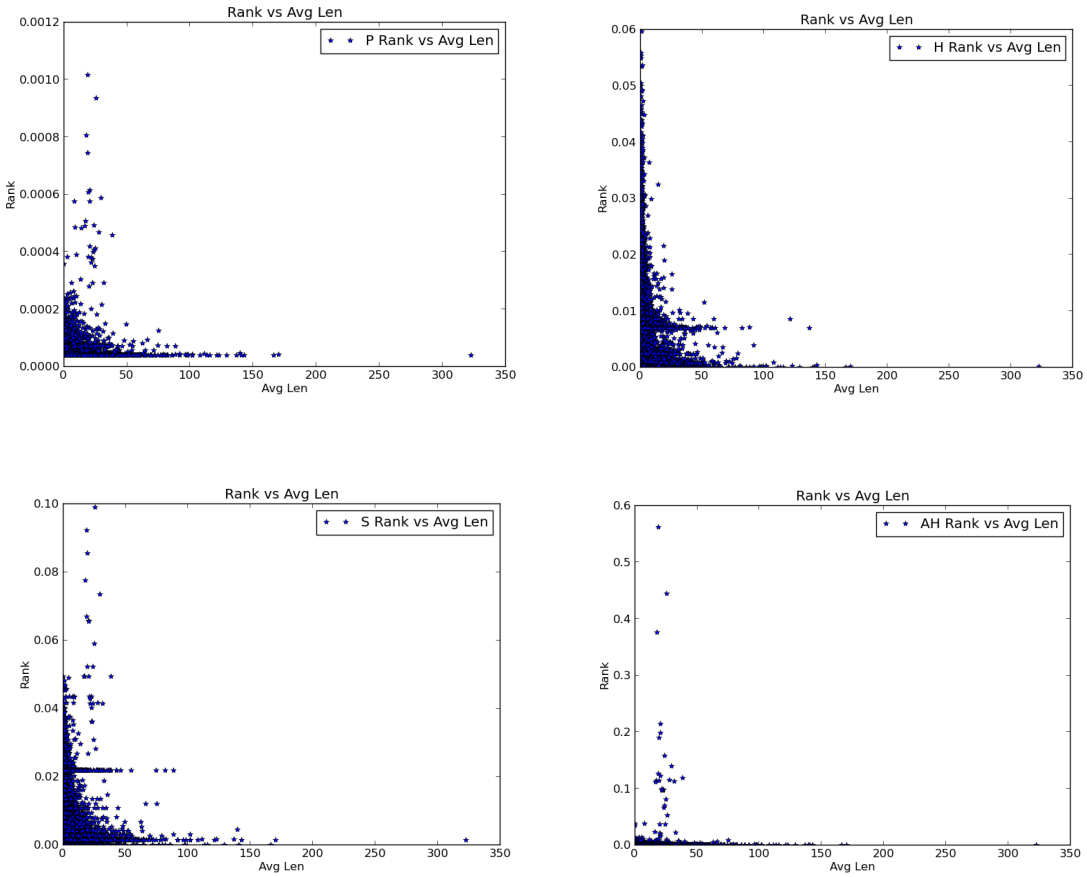 Rank vs Avg Len
P Rank vs Avg Len
0.0012
0.0010
0.0008
0.0006
0.0004
0.0002
0.0000
Rank
0 50 100 150 200 250 300 350
Avg Len
Rank vs Avg Len
H Rank vs Avg Len
0.06
0.05
0.04
0.03
0.02
0.01
0.00
Rank
0 50 100 150 200 250 300 350
Avg Len
Rank vs Avg Len
S Rank vs Avg Len
0.10
0.08
0.06
0.04
0.02
0.00
Rank
0 50 100 150 200 250 300 350
Avg Len
Rank vs Avg Len
AH Rank vs Avg Len
0.6
0.5
0.4
0.3
0.2
0.1
0.0
Rank
0 50 100 150 200 250 300 350
Avg Len